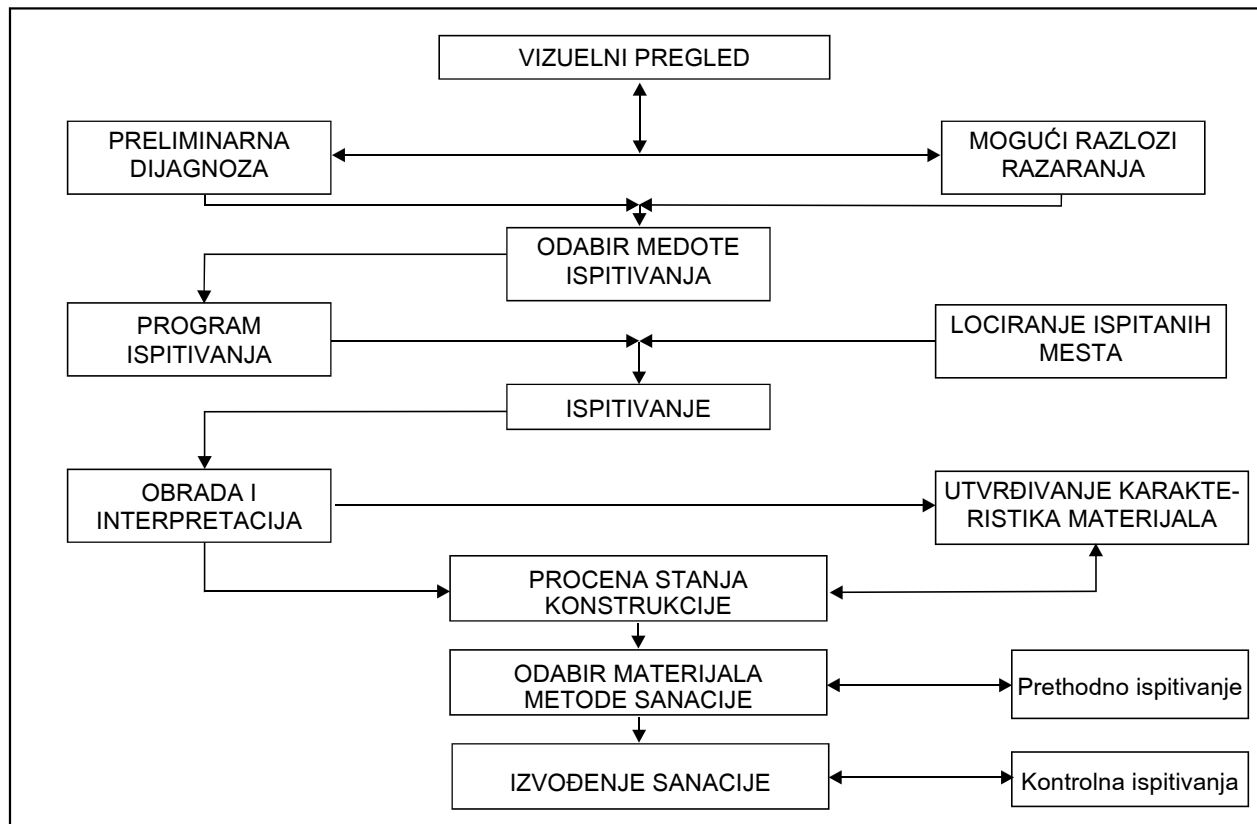 VIZUELNI PREGLED
PRELIMINARNA
DIJAGNOZA
MOGUĆI RAZLOZI
RAZARANJA
ODABIR MEDOTE
ISPITIVANJA
PROGRAM
ISPITIVANJA
LOCIRANJE ISPITANIH
MESTA
ISPITIVANJE
OBRADA I
INTERPRETACIJA
UTVRĐIVANJE KARAKTE-
RISTIKA MATERIJALA
PROCENA STANJA
KONSTRUKCIJE
ODABIR MATERIJALA
METODE SANACIJE
Prethodno ispitivanje
IZVOĐENJE SANACIJE
Kontrolna ispitivanja